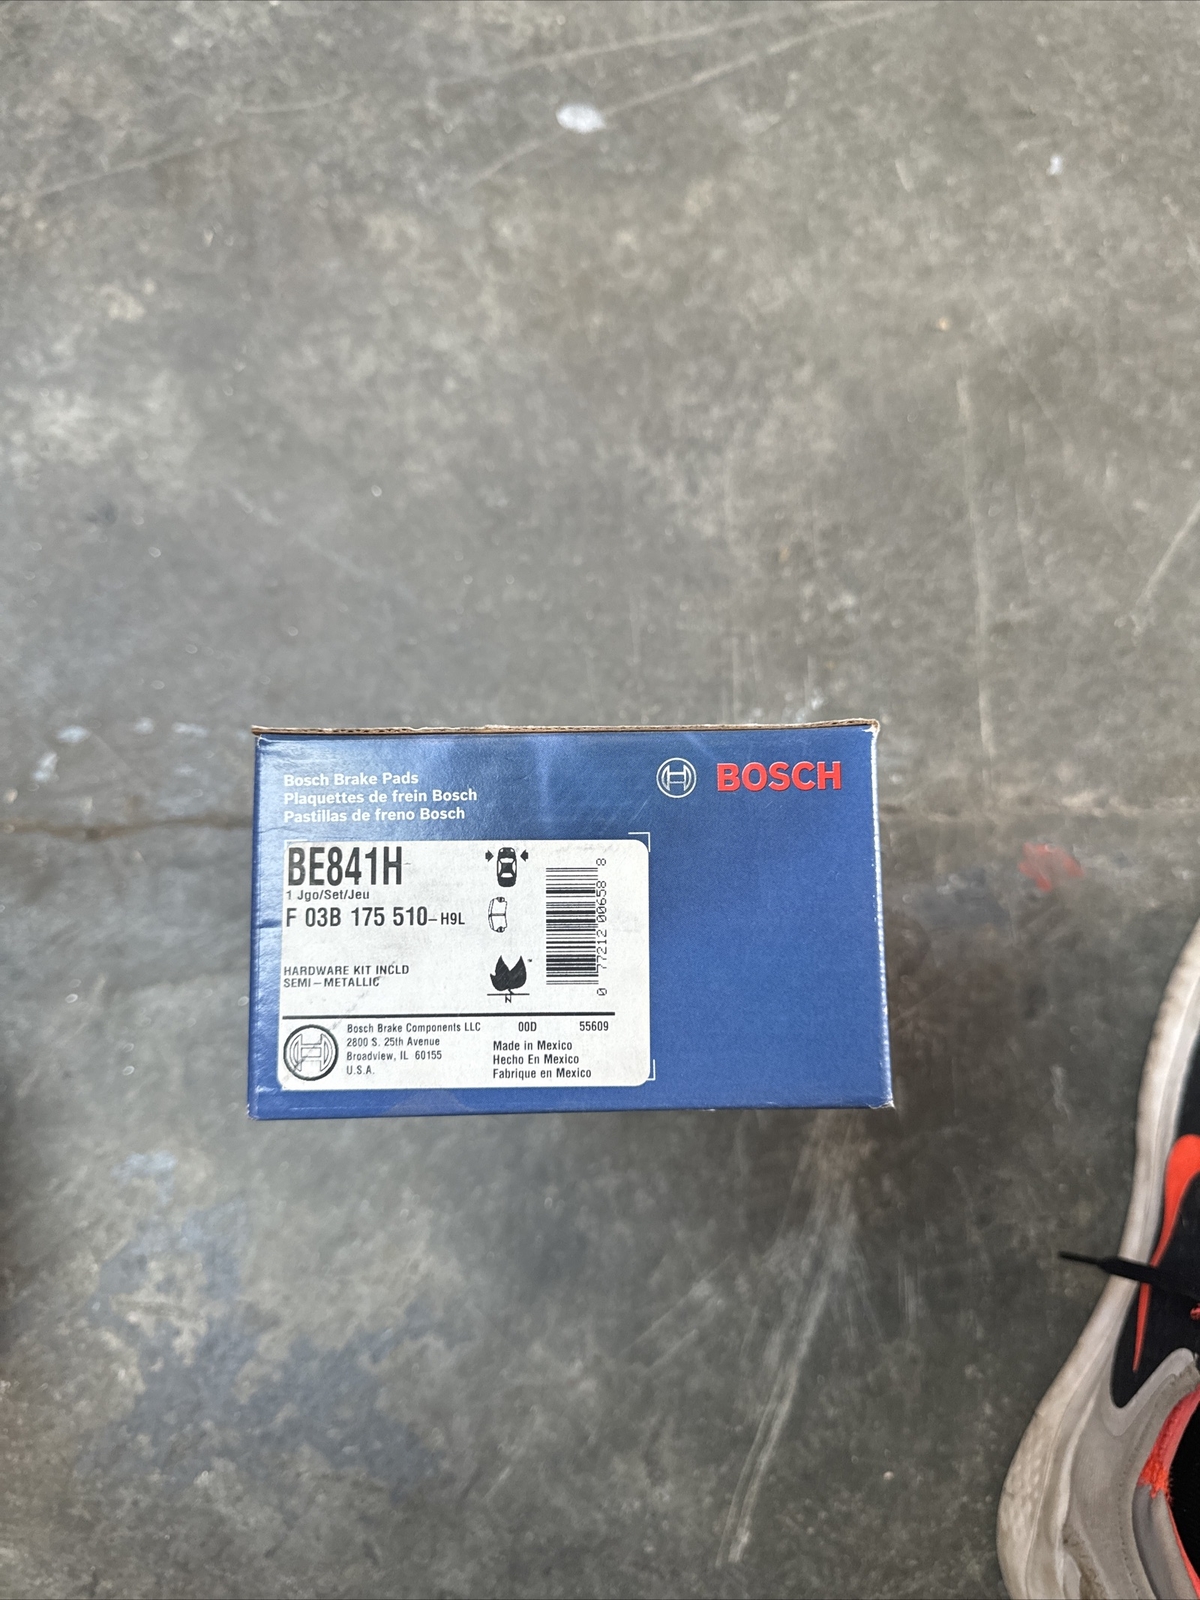 Bosch Brake Pads
Plaquettes de frein Bosch
Pastillas de freno Bosch
BOSCH
BE841H
1 Jgo/Set/Jeu
F 03B 175 510-H9L
HARDWARE KIT INCLD
SEMI-METALLIC
N
0 77212 00658 8
Bosch Brake Components LLC
2800 S. 25th Avenue
Broadview, IL 60155
U.S.A.
00D 55609
Made in Mexico
Hecho En Mexico
Fabrique en Mexico